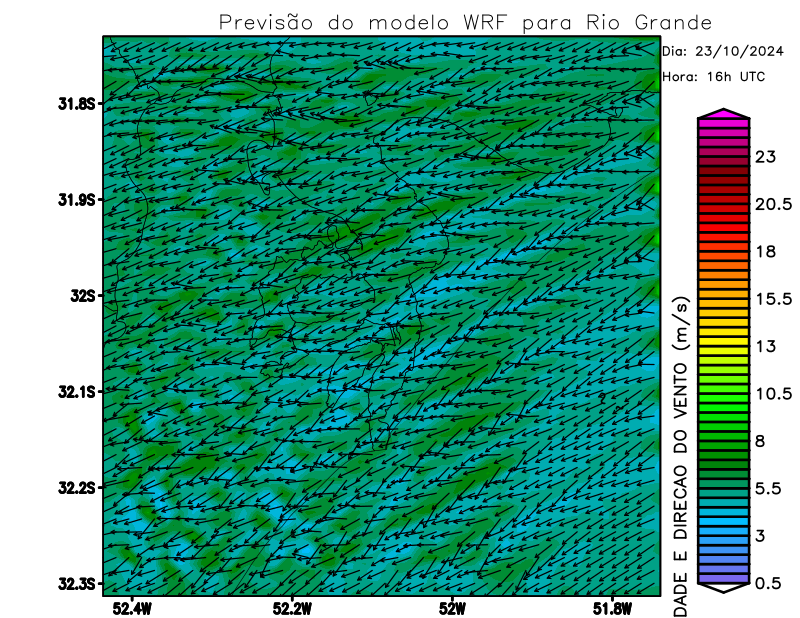 Previsão do modelo WRF para Rio Grande
Dia: 23/10/2024
Hora: 16h UTC
31.8S
31.9S
32S
32.1S
32.2S
32.3S
52.4W
52.2W
52W
51.8W
23
20.5
18
15.5
13
10.5
8
5.5
3
0.5
DADE E DIRECAO DO VENTO (m/s)